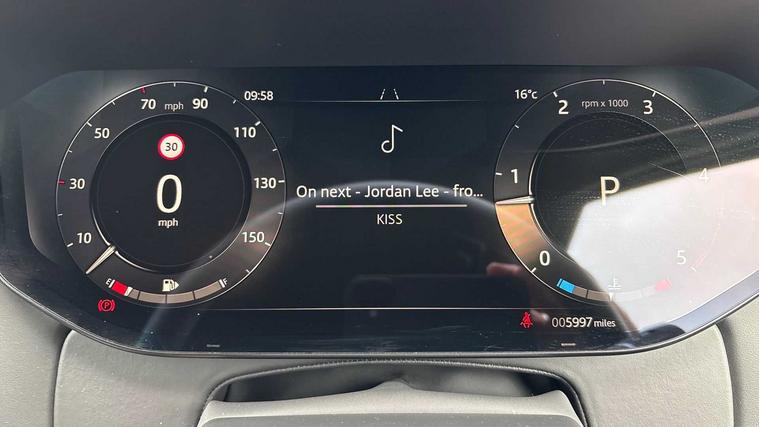 70 mph 90
09:58
16°c
2 rpm x 1000 3
50
110
30
1
4
On next - Jordan Lee - fro...
30
0
mph
130
P
KISS
10
150
0
5
E
F
(P)
005997 miles